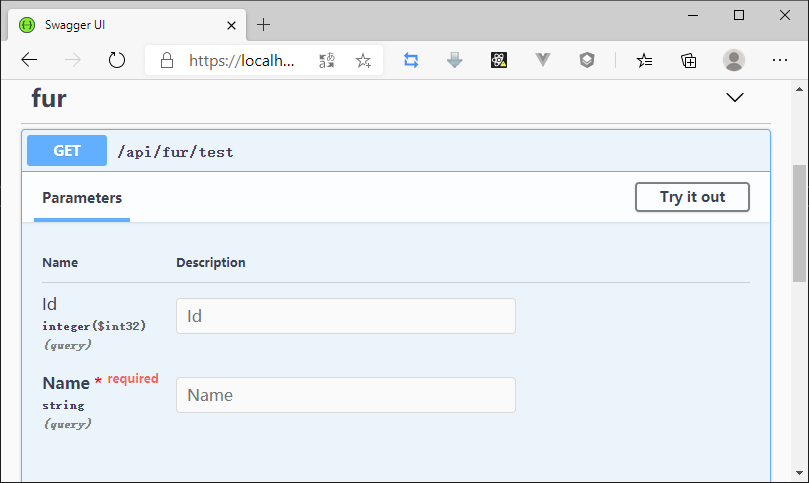 Swagger UI
https://localh...
fur
GET /api/fur/test
Parameters Try it out
Name Description
Id Id
integer($int32)
(query)
Name * required Name
string
(query)